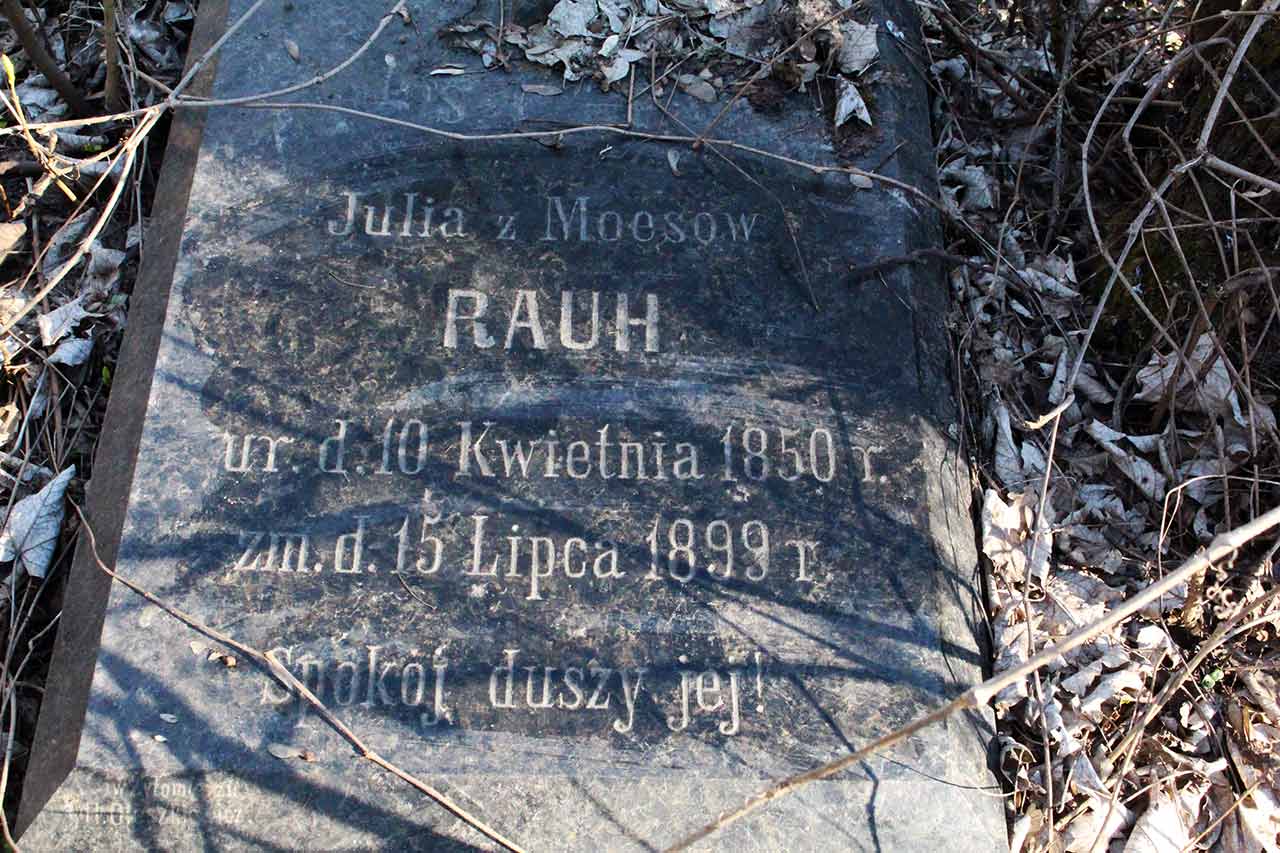 Julia z Moesów
RAUH
ur. d. 10 Kwietnia 1850 r.
zm. d. 15 Lipca 1899 r.
Spokój duszy jej!